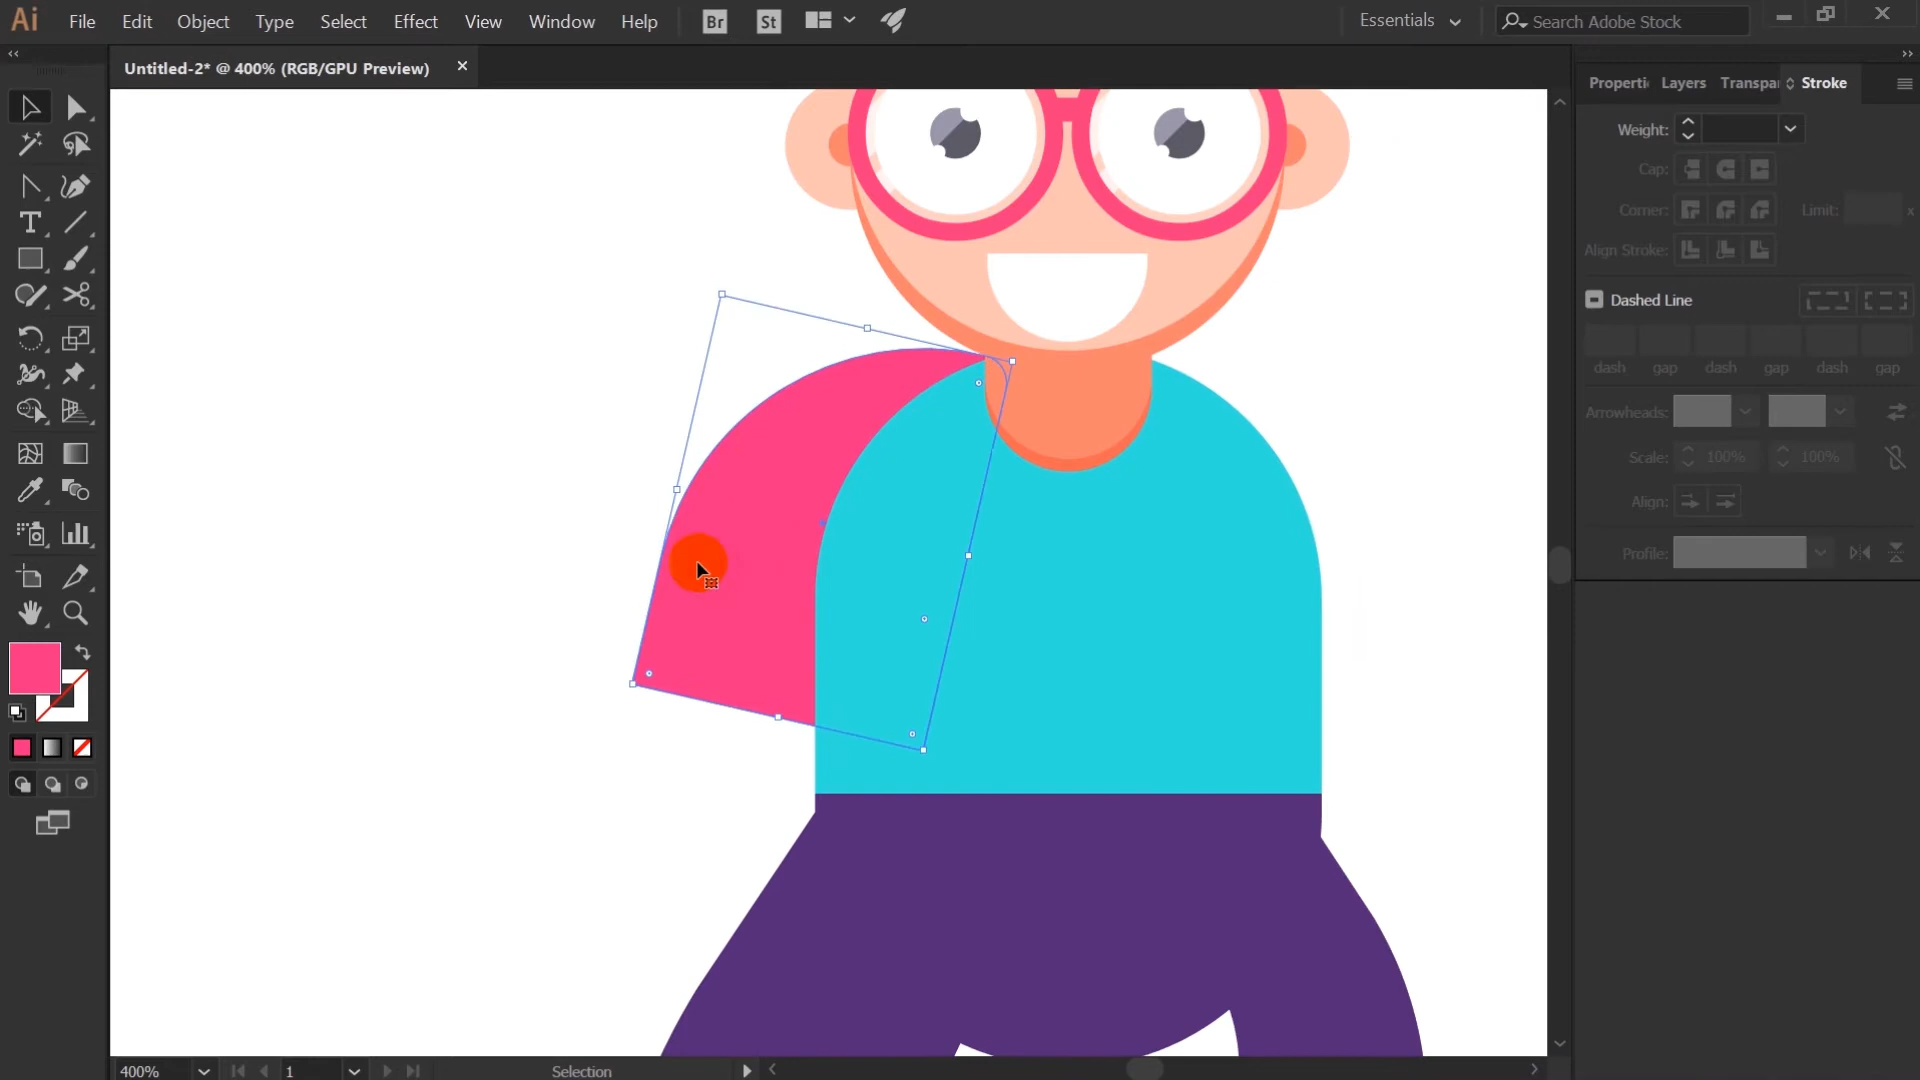 Ai File Edit Object Type Select Effect View Window Help Br St Essentials Search Adobe Stock
Untitled-2* @ 400% (RGB/GPU Preview)
Properti Layers Transpar Stroke
Weight:
Cap:
Corner: Limit: x
Align Stroke:
Dashed Line
dash gap dash gap dash gap
Arrowheads:
Scale: 100% 100%
Align:
Profile:
T
400% 1 Selection